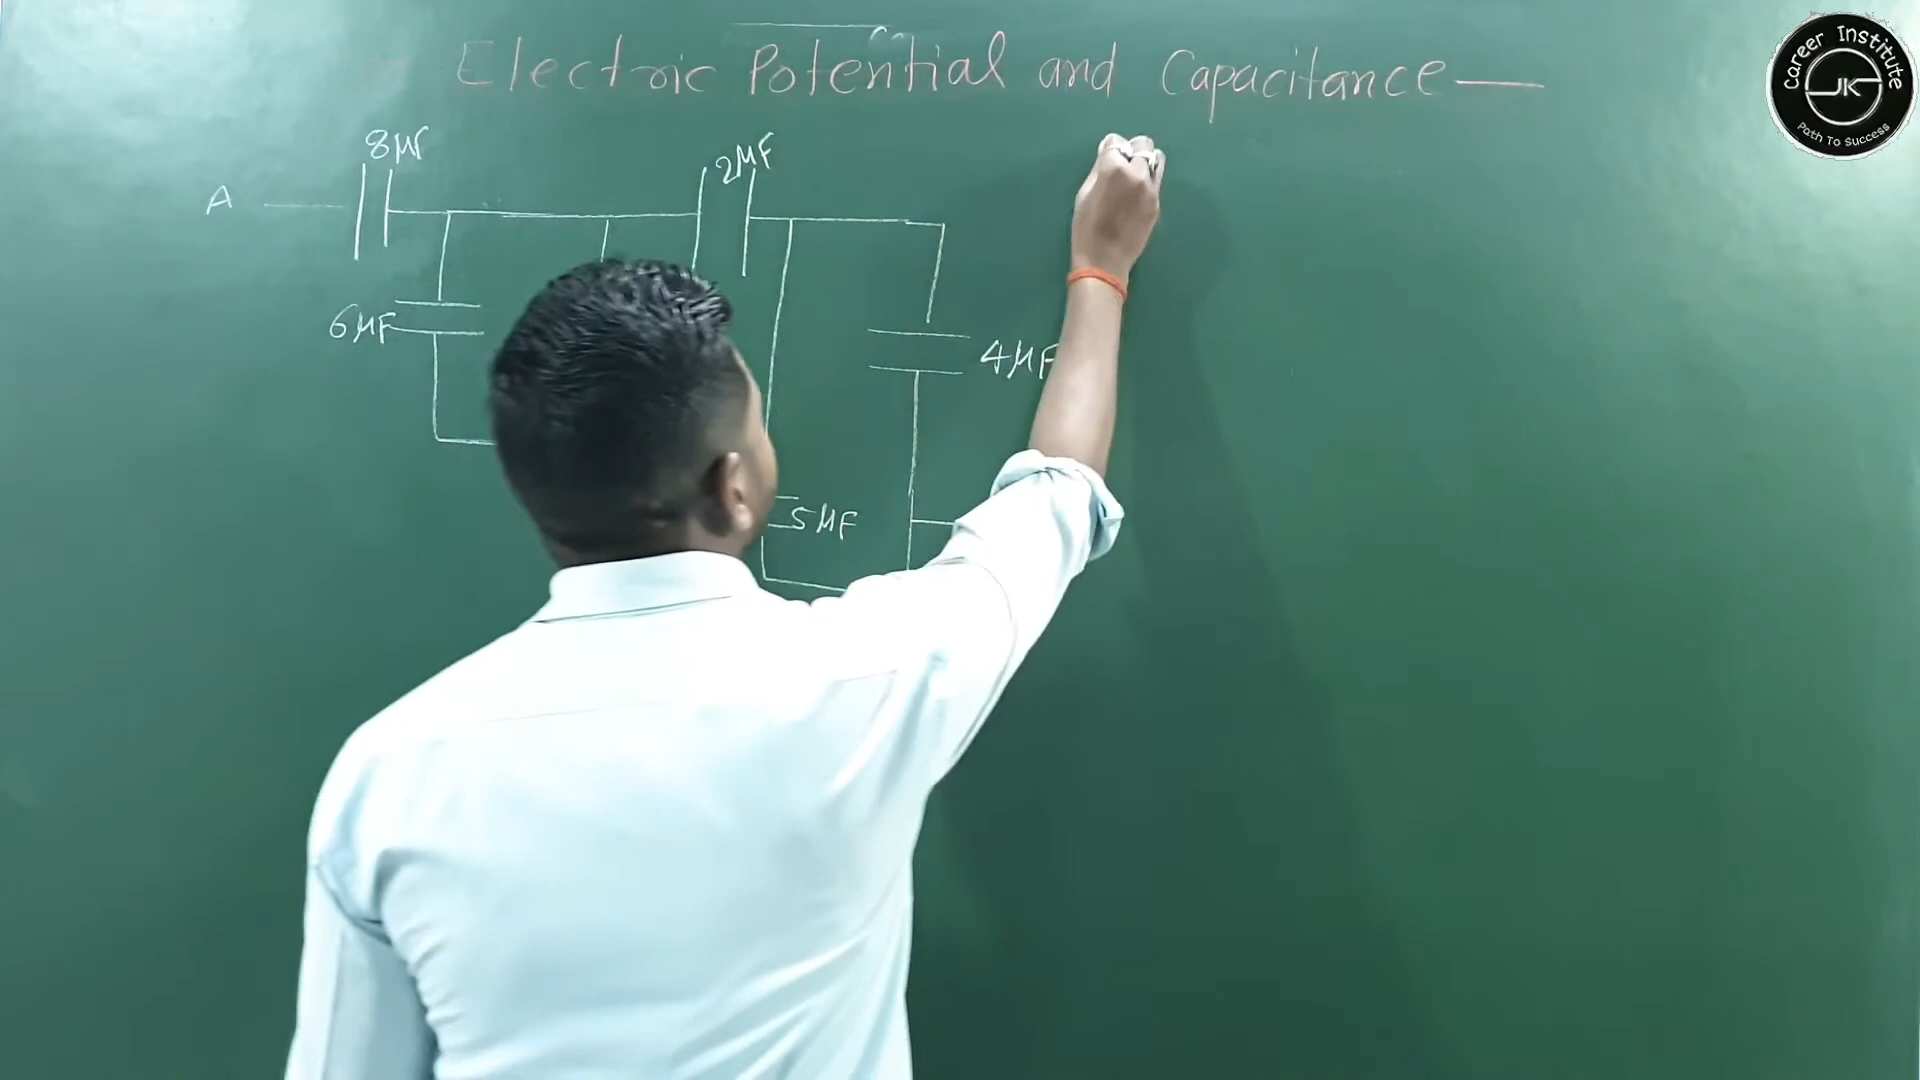 Electric Potential and Capacitance
8μF
2μF
A
6μF
4μF
5μF
Career Institute
JK
Path To Success